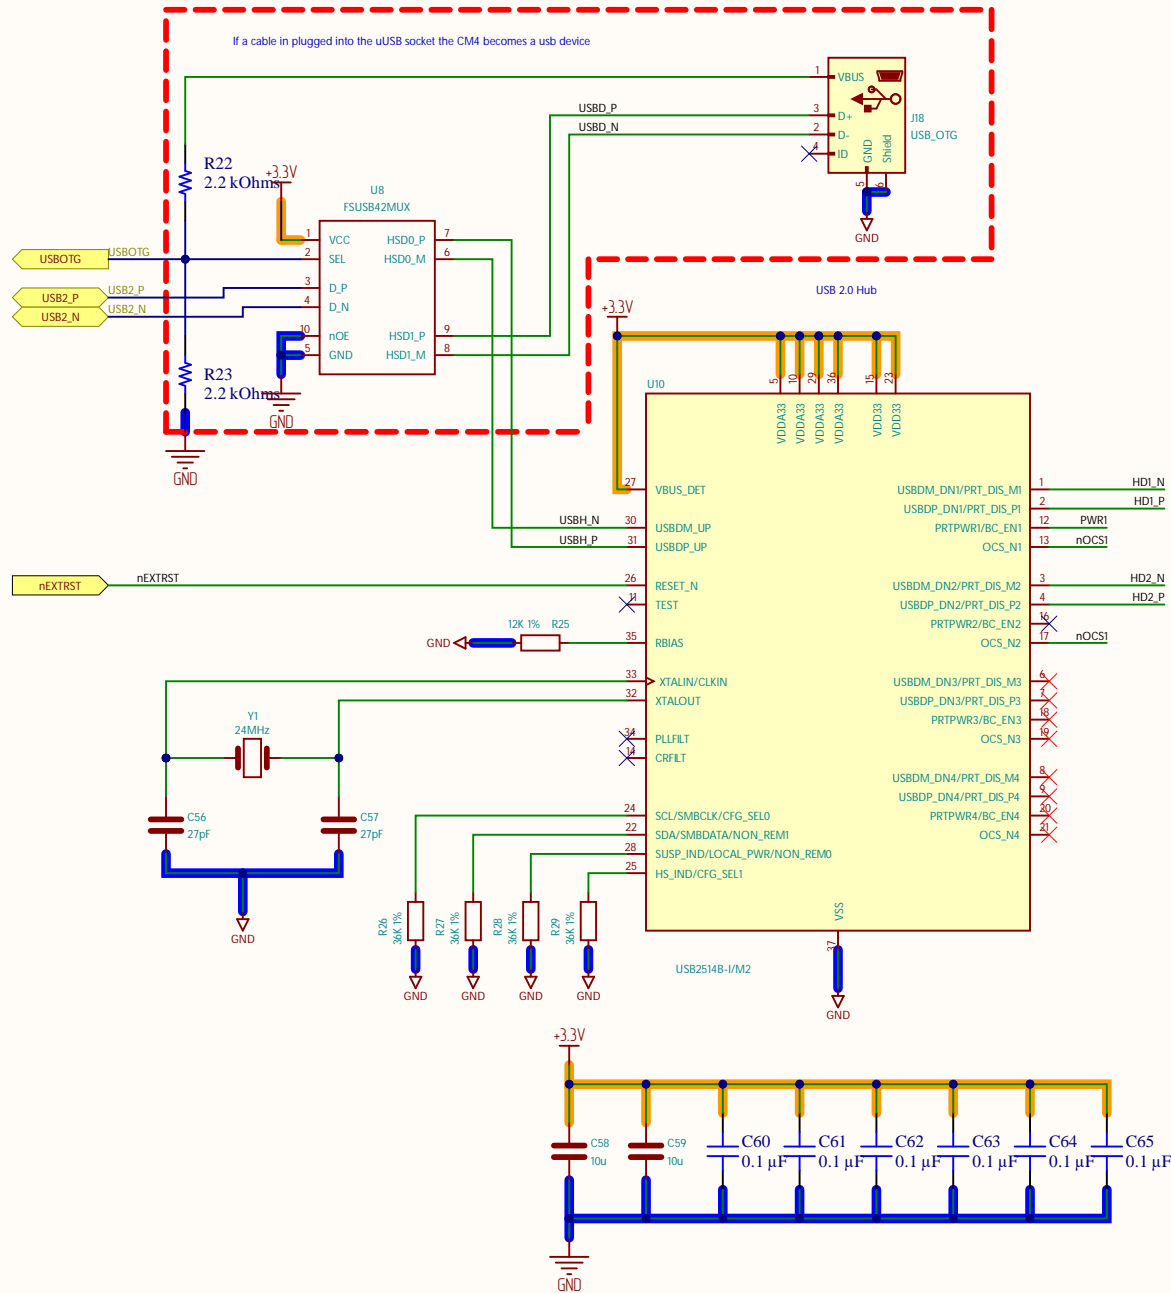 If a cable in plugged into the uUSB socket the CM4 becomes a usb device
1
VBUS
3
D+
2
D-
4
ID
GND
Shield
5
6
J18
USB_OTG
GND
USBD_P
USBD_N
R22
2.2 kOhms
+3.3V
U8
FSUSB42MUX
1
VCC
2
SEL
3
D_P
4
D_N
10
nOE
5
GND
HSD0_P
7
HSD0_M
6
HSD1_P
9
HSD1_M
8
USBOTG
USBOTG
USB2_P
USB2_P
USB2_N
USB2_N
R23
2.2 kOhms
GND
GND
USB 2.0 Hub
+3.3V
U10
5
10
29
36
15
23
VDDA33
VDDA33
VDDA33
VDDA33
VDD33
VDD33
27
VBUS_DET
USBH_N
30
USBDM_UP
USBH_P
31
USBDP_UP
nEXTRST
nEXTRST
26
RESET_N
11
TEST
GND
12K 1%
R25
35
RBIAS
33
XTALIN/CLKIN
32
XTALOUT
34
PLLFILT
14
CRFILT
24
SCL/SMBCLK/CFG_SEL0
22
SDA/SMBDATA/NON_REM1
28
SUSP_IND/LOCAL_PWR/NON_REM0
25
HS_IND/CFG_SEL1
USBDM_DN1/PRT_DIS_M1
1
HD1_N
USBDP_DN1/PRT_DIS_P1
2
HD1_P
PRTPWR1/BC_EN1
12
PWR1
OCS_N1
13
nOCS1
USBDM_DN2/PRT_DIS_M2
3
HD2_N
USBDP_DN2/PRT_DIS_P2
4
HD2_P
PRTPWR2/BC_EN2
16
OCS_N2
17
nOCS1
USBDM_DN3/PRT_DIS_M3
6
USBDP_DN3/PRT_DIS_P3
7
PRTPWR3/BC_EN3
18
OCS_N3
19
USBDM_DN4/PRT_DIS_M4
8
USBDP_DN4/PRT_DIS_P4
9
PRTPWR4/BC_EN4
20
OCS_N4
21
VSS
37
GND
USB2514B-I/M2
Y1
24MHz
C56
27pF
C57
27pF
GND
R26
36K 1%
R27
36K 1%
R28
36K 1%
R29
36K 1%
GND
GND
GND
GND
+3.3V
C58
10u
C59
10u
C60
0.1 µF
C61
0.1 µF
C62
0.1 µF
C63
0.1 µF
C64
0.1 µF
C65
0.1 µF
GND